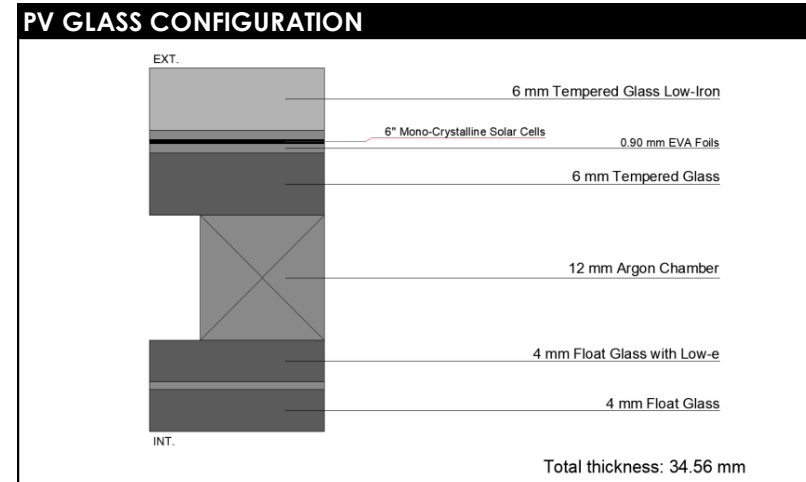 PV GLASS CONFIGURATION
EXT.
6 mm Tempered Glass Low-Iron
6" Mono-Crystalline Solar Cells
0.90 mm EVA Foils
6 mm Tempered Glass
12 mm Argon Chamber
4 mm Float Glass with Low-e
4 mm Float Glass
INT.
Total thickness: 34.56 mm